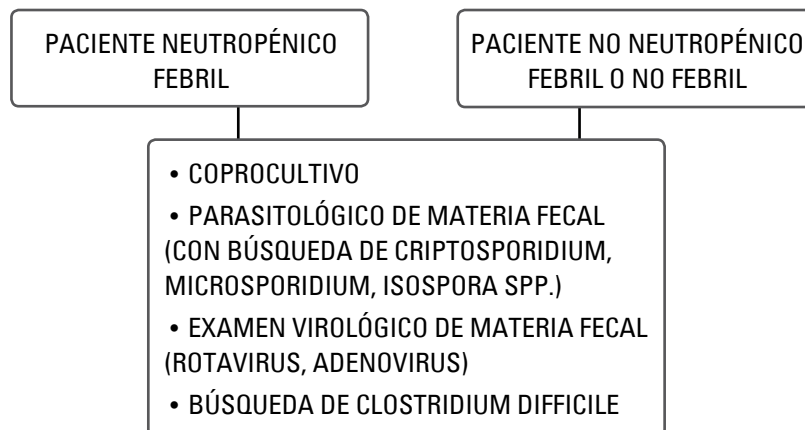 PACIENTE NEUTROPÉNICO
FEBRIL
PACIENTE NO NEUTROPÉNICO
FEBRIL O NO FEBRIL
• COPROCULTIVO
• PARASITOLÓGICO DE MATERIA FECAL
(CON BÚSQUEDA DE CRIPTOSPORIDIUM,
MICROSPORIDIUM, ISOSPORA SPP.)
• EXAMEN VIROLÓGICO DE MATERIA FECAL
(ROTAVIRUS, ADENOVIRUS)
• BÚSQUEDA DE CLOSTRIDIUM DIFFICILE